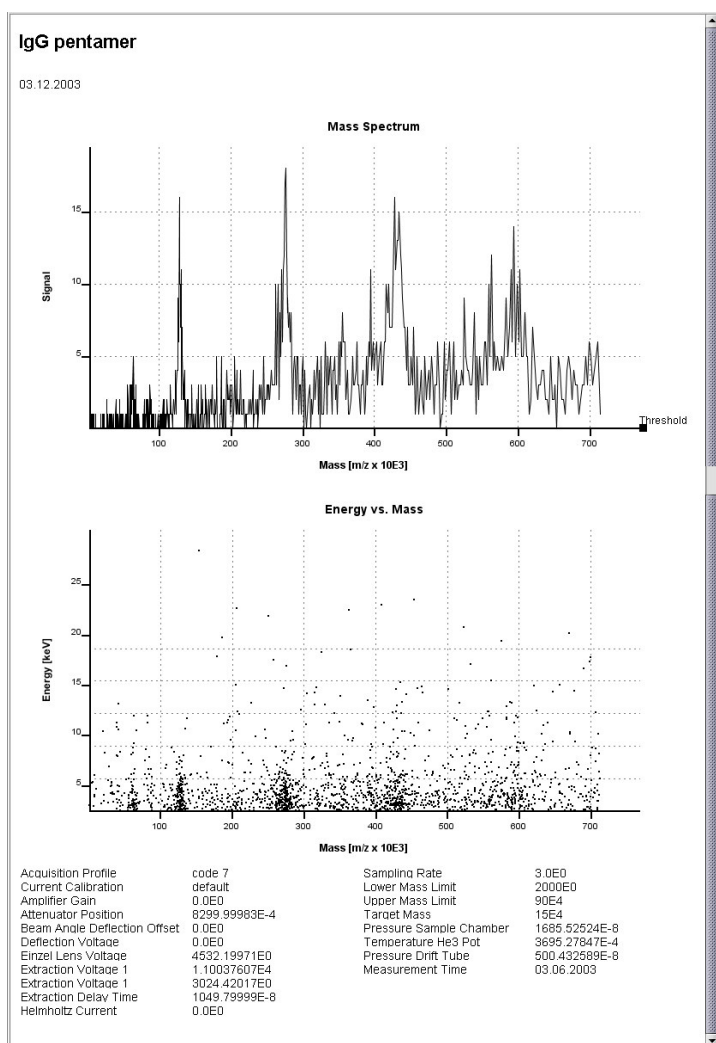 IgG pentamer
03.12.2003
Mass Spectrum
15
10
5
Signal
100 200 300 400 500 600 700
Threshold
Mass [m/z x 10E3]
Energy vs. Mass
25
20
15
10
5
Energy [keV]
100 200 300 400 500 600 700
Mass [m/z x 10E3]
Acquisition Profile code 7 Sampling Rate 3.0E0
Current Calibration default Lower Mass Limit 2000E0
Amplifier Gain 0.0E0 Upper Mass Limit 90E4
Attenuator Position 8299.99983E-4 Target Mass 15E4
Beam Angle Deflection Offset 0.0E0 Pressure Sample Chamber 1685.52524E-8
Deflection Voltage 0.0E0 Temperature He3 Pot 3695.27847E-4
Einzel Lens Voltage 4532.19971E0 Pressure Drift Tube 500.432589E-8
Extraction Voltage 1 1.10037607E4 Measurement Time 03.06.2003
Extraction Voltage 1 3024.42017E0
Extraction Delay Time 1049.79999E-8
Helmholtz Current 0.0E0